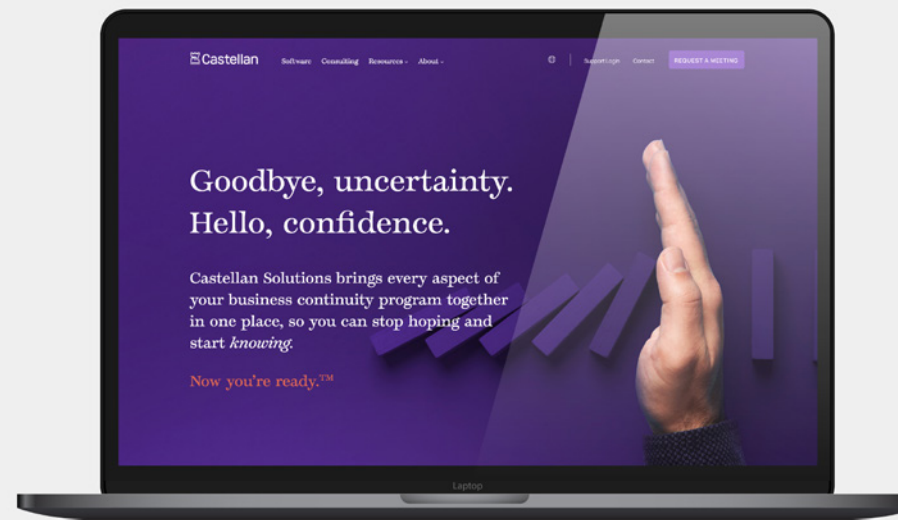 Castellan
Software Consulting Resources About
Support Login Contact REQUEST A MEETING
Goodbye, uncertainty.
Hello, confidence.
Castellan Solutions brings every aspect of
your business continuity program together
in one place, so you can stop hoping and
start knowing.
Now you're ready.™
Laptop